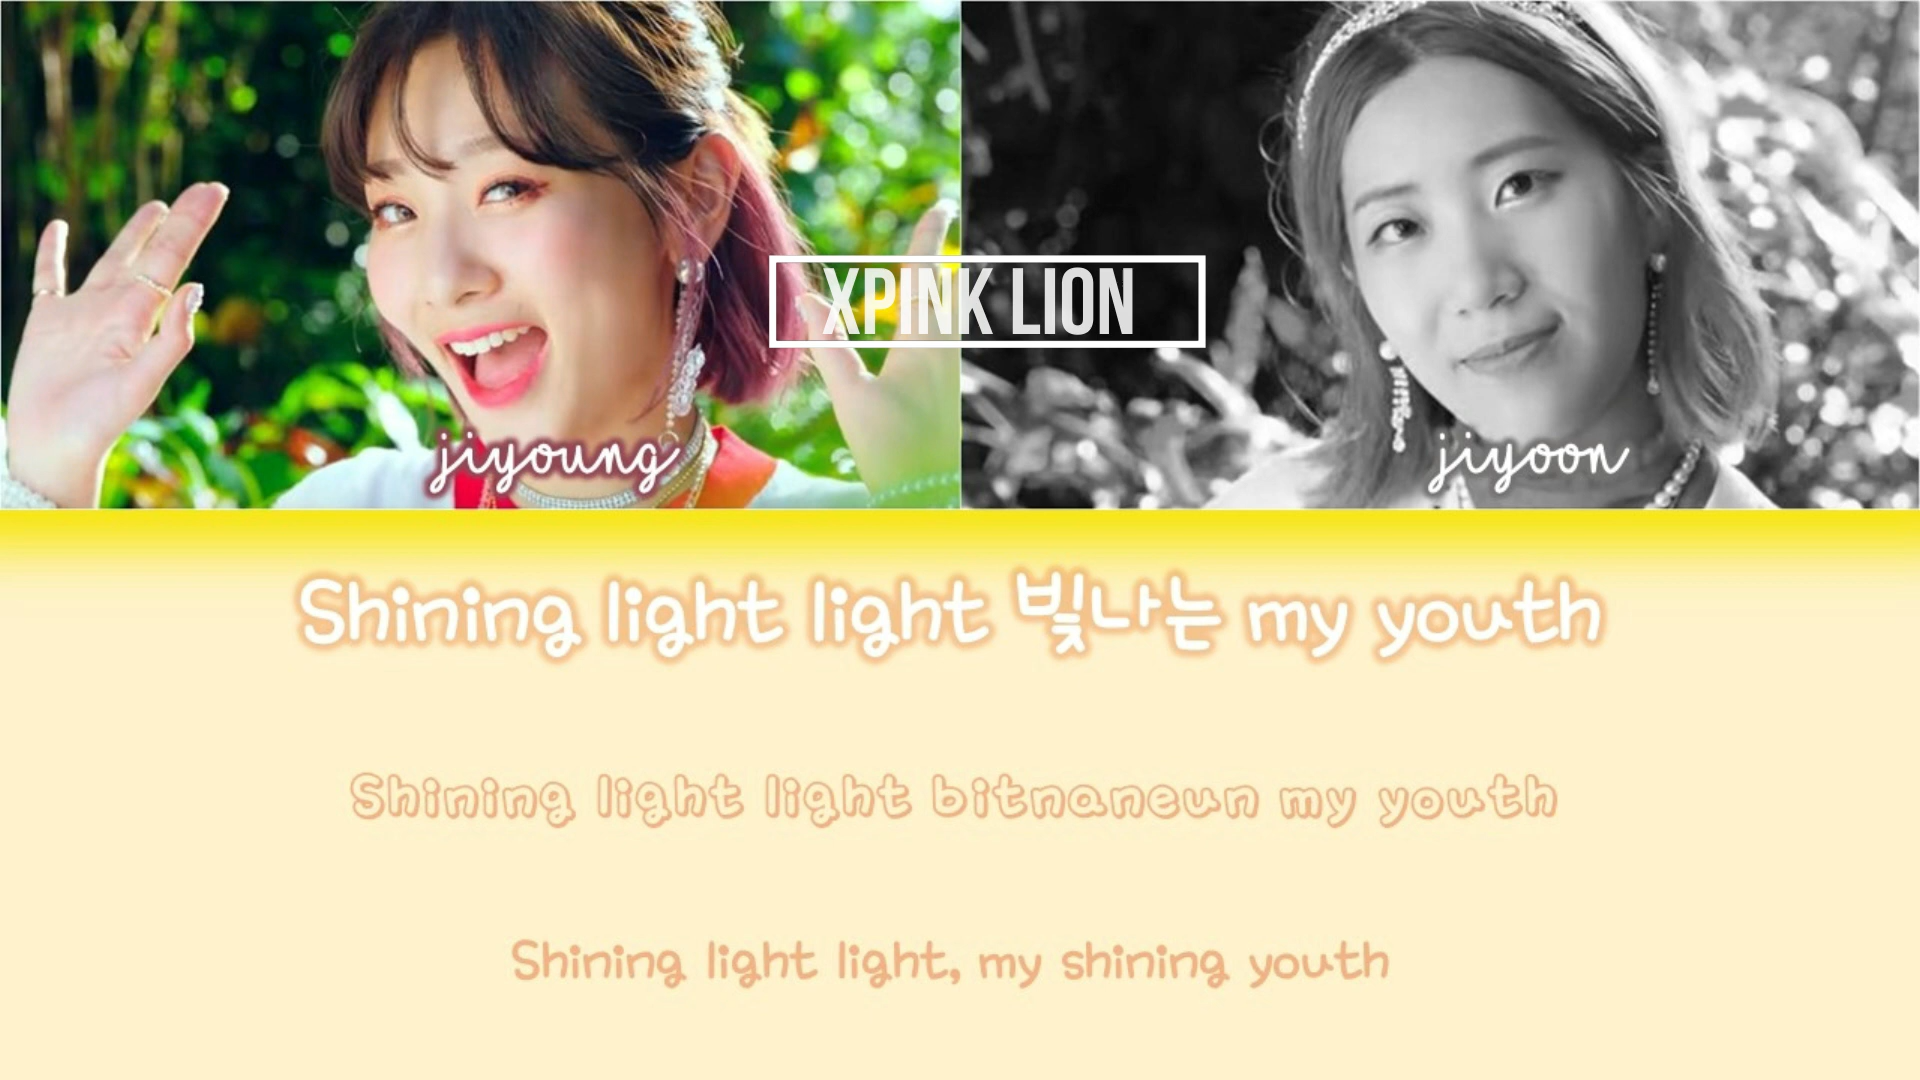 XPINK LION
jiyoung
jiyoon
Shining light light 빛나는 my youth
Shining light light bitnaneun my youth
Shining light light, my shining youth